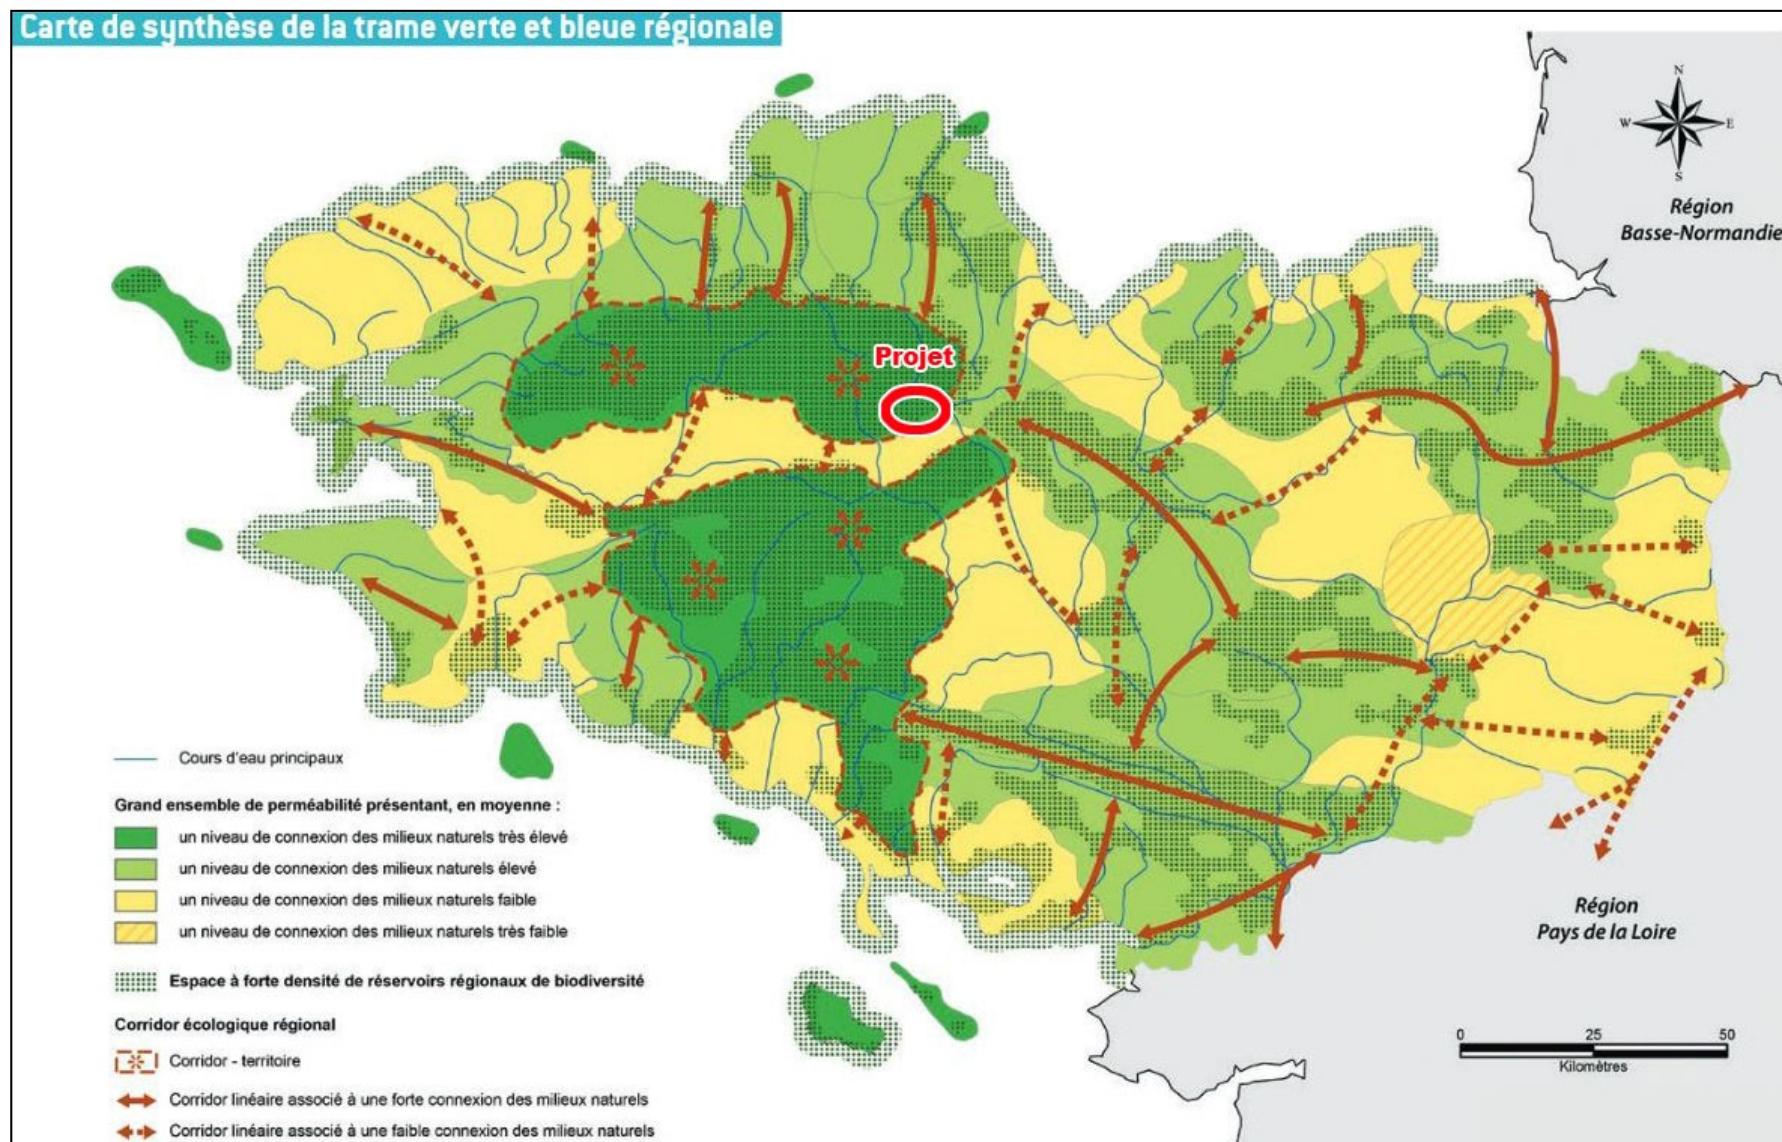 Carte de synthèse de la trame verte et bleue régionale
N
W
E
S
Région
Basse-Normandie
Projet
Cours d'eau principaux
Grand ensemble de perméabilité présentant, en moyenne :
un niveau de connexion des milieux naturels très élevé
un niveau de connexion des milieux naturels élevé
un niveau de connexion des milieux naturels faible
un niveau de connexion des milieux naturels très faible
Espace à forte densité de réservoirs régionaux de biodiversité
Corridor écologique régional
Corridor - territoire
Corridor linéaire associé à une forte connexion des milieux naturels
Corridor linéaire associé à une faible connexion des milieux naturels
Région
Pays de la Loire
0 25 50
Kilomètres